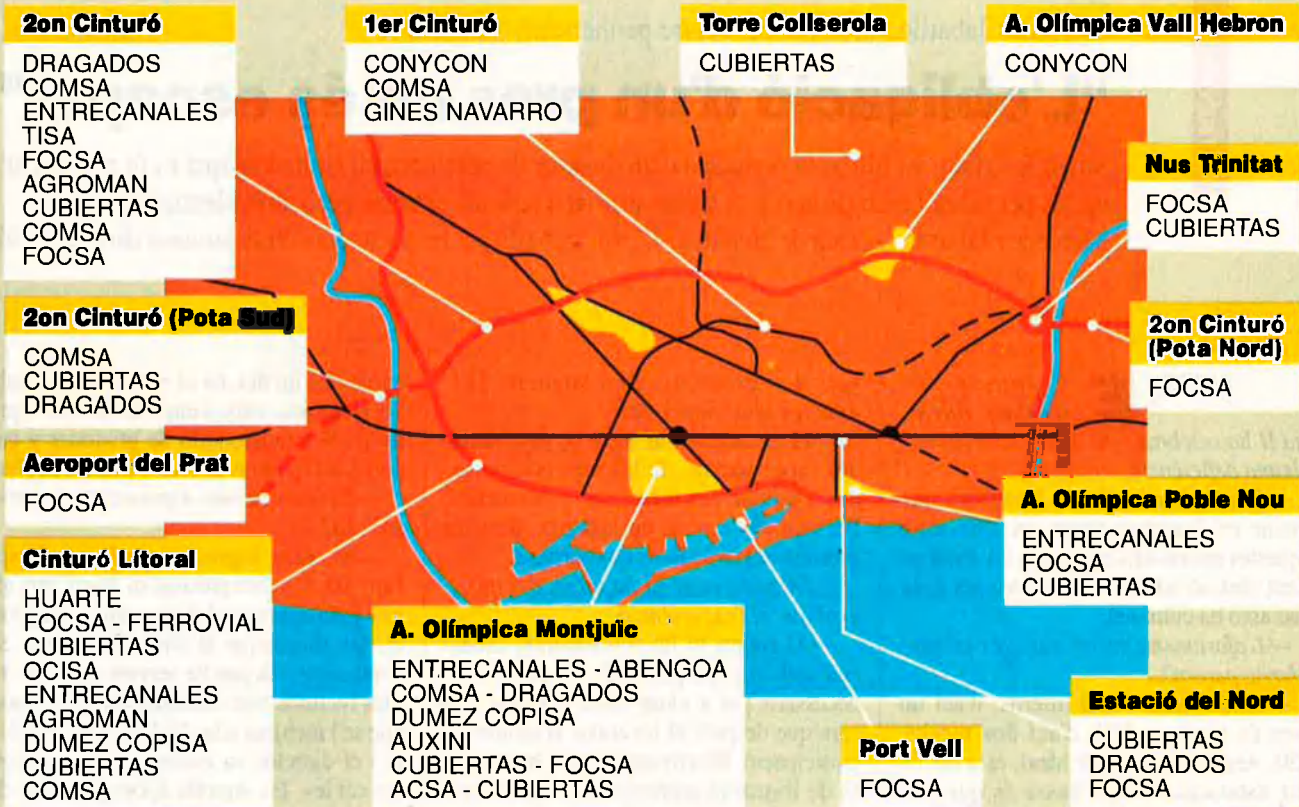 2on Cinturó
DRAGADOS
COMSA
ENTRECANALES
TISA
FOCSA
AGROMAN
CUBIERTAS
COMSA
FOCSA
1er Cinturó
CONYCON
COMSA
GINES NAVARRO
Torre Collserola
CUBIERTAS
A. Olímpica Vall Hebron
CONYCON
Nus Trinitat
FOCSA
CUBIERTAS
2on Cinturó (Pota Sud)
COMSA
CUBIERTAS
DRAGADOS
2on Cinturó
(Pota Nord)
FOCSA
Aeroport del Prat
FOCSA
A. Olímpica Poble Nou
ENTRECANALES
FOCSA
CUBIERTAS
Cinturó Litoral
HUARTE
FOCSA - FERROVIAL
CUBIERTAS
OCISA
ENTRECANALES
AGROMAN
DUMEZ COPISA
CUBIERTAS
COMSA
A. Olímpica Montjuïc
ENTRECANALES - ABENGOA
COMSA - DRAGADOS
DUMEZ COPISA
AUXINI
CUBIERTAS - FOCSA
ACSA - CUBIERTAS
Port Vell
FOCSA
Estació del Nord
CUBIERTAS
DRAGADOS
FOCSA